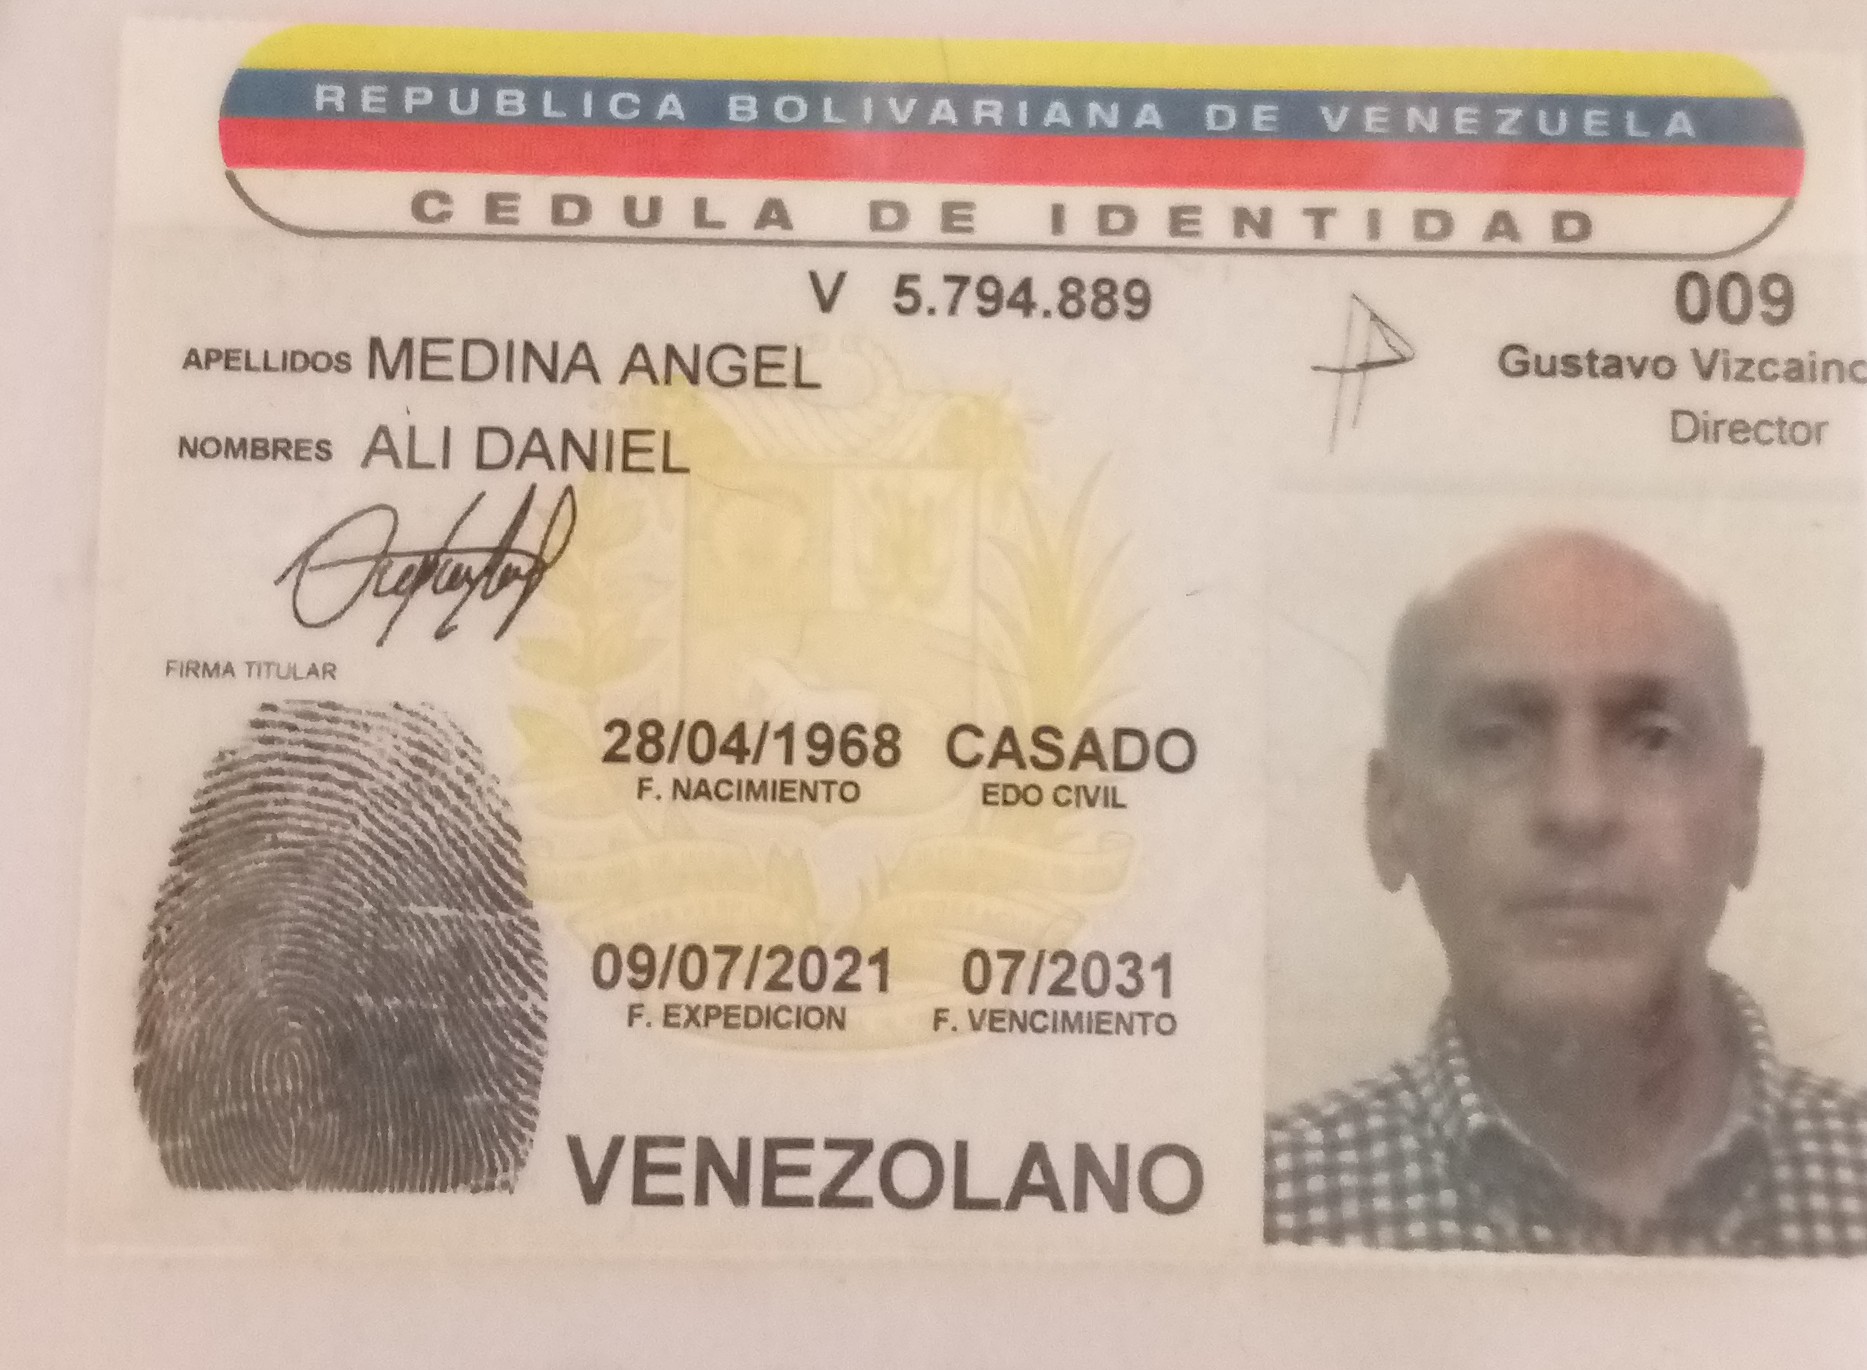 REPUBLICA BOLIVARIANA DE VENEZUELA
CEDULA DE IDENTIDAD
V 5.794.889
009
Gustavo Vizcaino
Director
APELLIDOS MEDINA ANGEL
NOMBRES ALI DANIEL
FIRMA TITULAR
28/04/1968 CASADO
F. NACIMIENTO EDO CIVIL
09/07/2021 07/2031
F. EXPEDICION F. VENCIMIENTO
VENEZOLANO